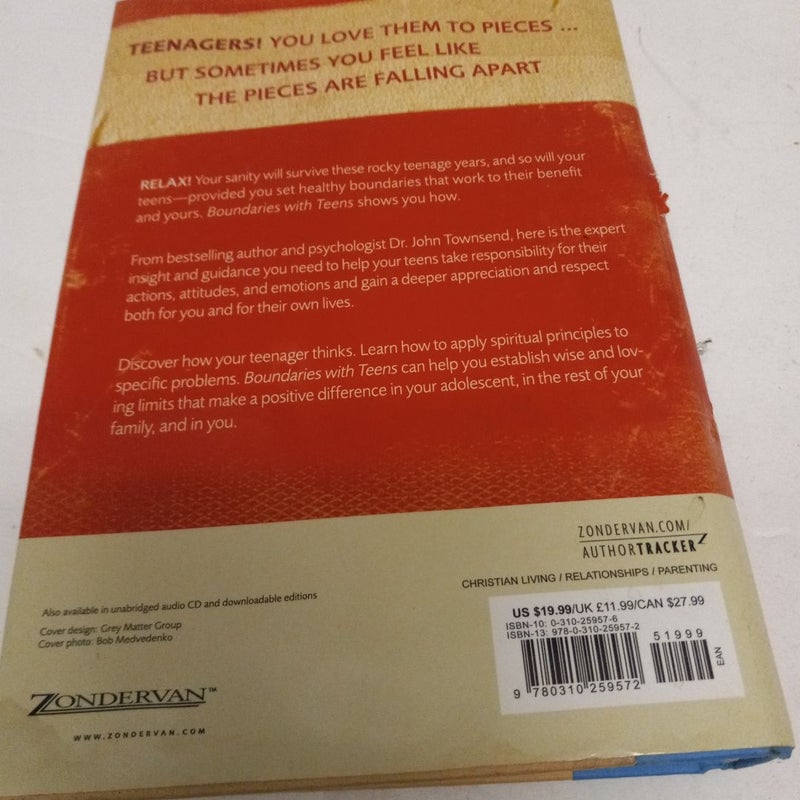 TEENAGERS! YOU LOVE THEM TO PIECES ...
BUT SOMETIMES YOU FEEL LIKE
THE PIECES ARE FALLING APART
RELAX! Your sanity will survive these rocky teenage years, and so will your
teens—provided you set healthy boundaries that work to their benefit
and yours. Boundaries with Teens shows you how.
From bestselling author and psychologist Dr. John Townsend, here is the expert
insight and guidance you need to help your teens take responsibility for their
actions, attitudes, and emotions and gain a deeper appreciation and respect
both for you and for their own lives.
Discover how your teenager thinks. Learn how to apply spiritual principles to
specific problems. Boundaries with Teens can help you establish wise and lov-
ing limits that make a positive difference in your adolescent, in the rest of your
family, and in you.
ZONDERVAN.COM/
AUTHORTRACKER
CHRISTIAN LIVING / RELATIONSHIPS / PARENTING
Also available in unabridged audio CD and downloadable editions
Cover design: Grey Matter Group
Cover photo: Bob Medvedenko
US $19.99/UK £11.99/CAN $27.99
ISBN-10: 0-310-25957-6
ISBN-13: 978-0-310-25957-2
51999
EAN
9 780310 259572
ZONDERVAN™
WWW.ZONDERVAN.COM